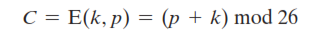 C = E(k, p) = (p + k) mod 26